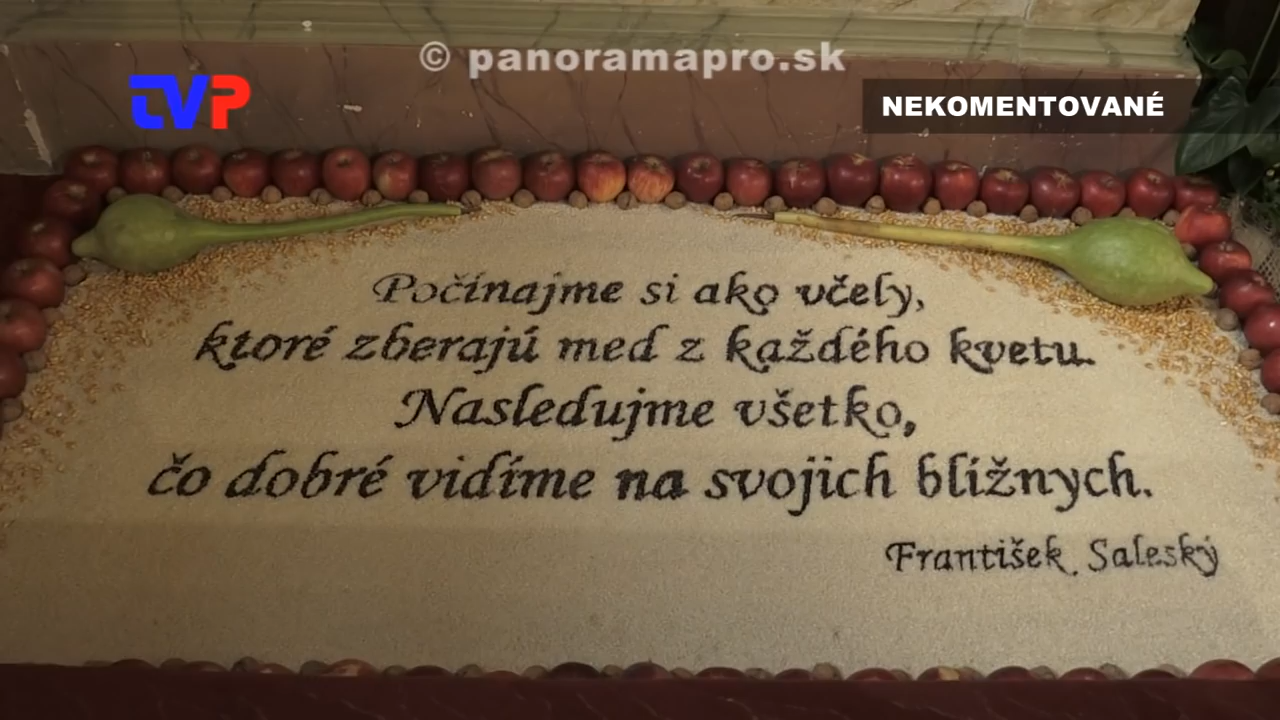 © panoramapro.sk
TVP
NEKOMENTOVANÉ
Počínajme si ako včely,
ktoré zberajú med z každého kvetu.
Nasledujme všetko,
čo dobré vidíme na svojich blížnych.
František Saleský